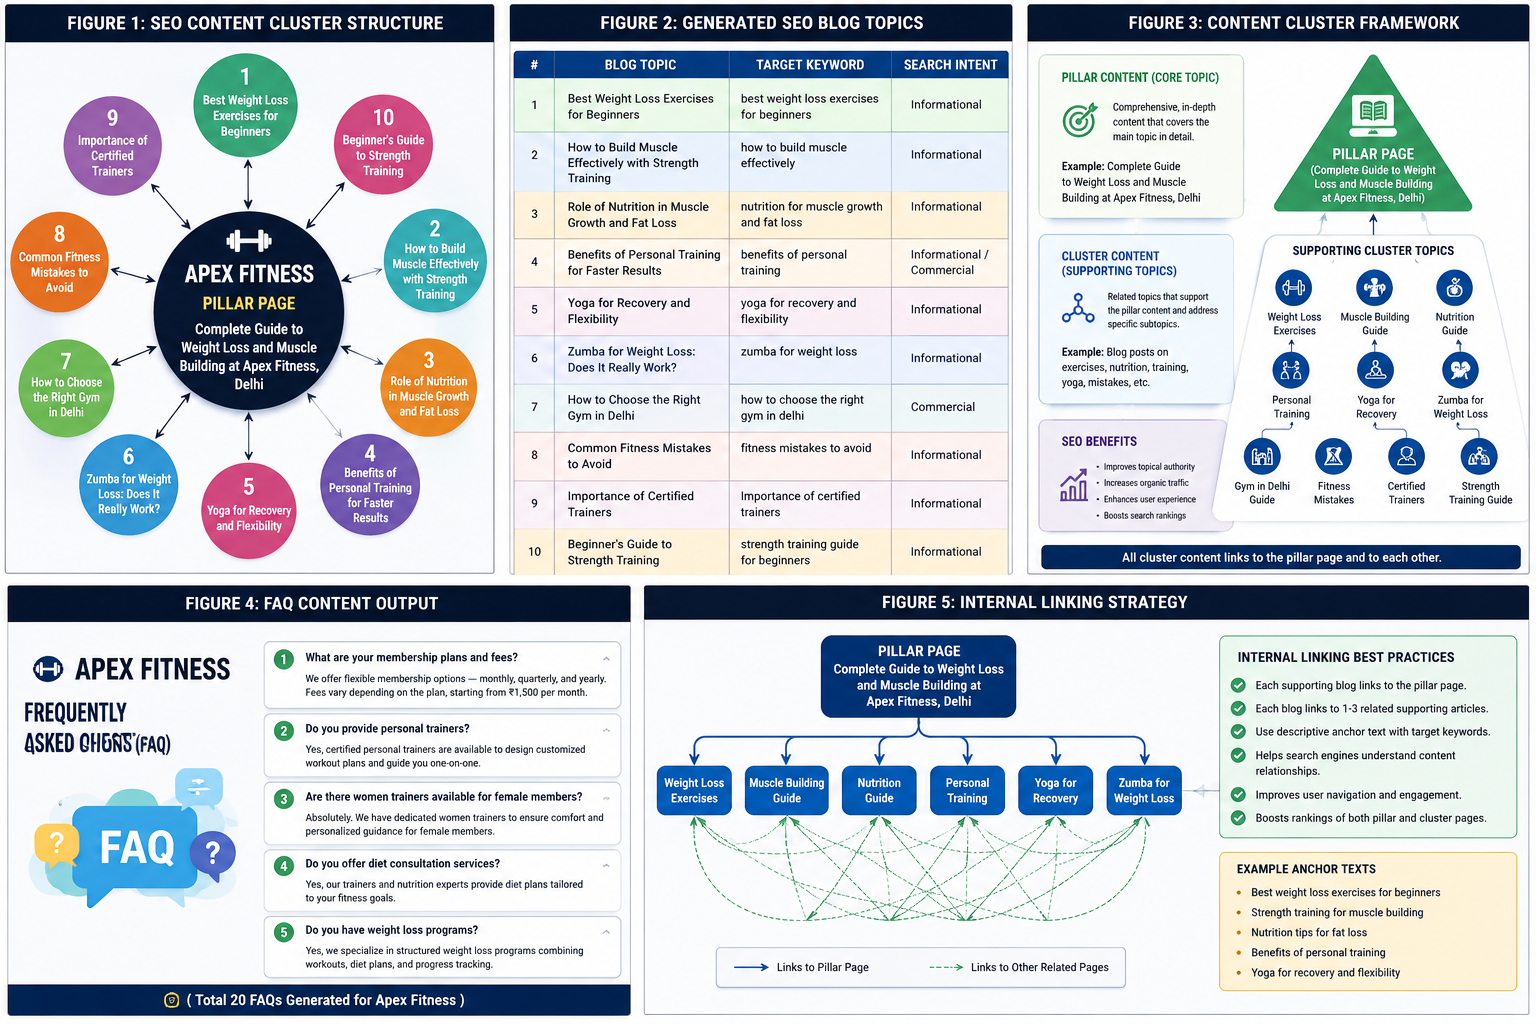 FIGURE 1: SEO CONTENT CLUSTER STRUCTURE
1
Best Weight Loss
Exercises for
Beginners
10
Beginner's Guide
to Strength
Training
9
Importance of
Certified
Trainers
2
How to Build
Muscle Effectively
with Strength
Training
8
Common Fitness
Mistakes to
Avoid
APEX FITNESS
PILLAR PAGE
Complete Guide to
Weight Loss and Muscle
Building at Apex Fitness,
Delhi
7
How to Choose
the Right Gym
in Delhi
3
Role of Nutrition
in Muscle Growth
and Fat Loss
6
Zumba for Weight
Loss: Does It
Really Work?
5
Yoga for Recovery
and Flexibility
4
Benefits of
Personal Training
for Faster
Results
FIGURE 2: GENERATED SEO BLOG TOPICS
# BLOG TOPIC TARGET KEYWORD SEARCH INTENT
1 Best Weight Loss Exercises best weight loss exercises Informational
for Beginners for beginners
2 How to Build Muscle how to build muscle Informational
Effectively with Strength effectively
Training
3 Role of Nutrition in Muscle nutrition for muscle growth Informational
Growth and Fat Loss and fat loss
4 Benefits of Personal Training benefits of personal Informational /
for Faster Results training Commercial
5 Yoga for Recovery and yoga for recovery and Informational
Flexibility flexibility
6 Zumba for Weight Loss: zumba for weight loss Informational
Does It Really Work?
7 How to Choose the Right how to choose the right Commercial
Gym in Delhi gym in delhi
8 Common Fitness Mistakes fitness mistakes to avoid Informational
to Avoid
9 Importance of Certified Importance of certified Informational
Trainers trainers
10 Beginner's Guide to strength training guide Informational
Strength Training for beginners
FIGURE 3: CONTENT CLUSTER FRAMEWORK
PILLAR CONTENT (CORE TOPIC)
Comprehensive, in-depth
content that covers the
main topic in detail.
Example: Complete Guide
to Weight Loss and Muscle
Building at Apex Fitness, Delhi
PILLAR PAGE
(Complete Guide to Weight
Loss and Muscle Building
at Apex Fitness, Delhi)
CLUSTER CONTENT
(SUPPORTING TOPICS)
Related topics that support
the pillar content and address
specific subtopics.
Example: Blog posts on
exercises, nutrition, training,
yoga, mistakes, etc.
SUPPORTING CLUSTER TOPICS
Weight Loss Muscle Building Nutrition
Exercises Guide Guide
Personal Yoga for Zumba for
Training Recovery Weight Loss
Gym in Delhi Fitness Certified Strength
Guide Mistakes Trainers Training Guide
SEO BENEFITS
• Improves topical authority
• Increases organic traffic
• Enhances user experience
• Boosts search rankings
All cluster content links to the pillar page and to each other.
FIGURE 4: FAQ CONTENT OUTPUT
APEX FITNESS
FREQUENTLY
ASKED (FAQ)
?
FAQ
?
1 What are your membership plans and fees?
We offer flexible membership options — monthly, quarterly, and yearly.
Fees vary depending on the plan, starting from ₹1,500 per month.
2 Do you provide personal trainers?
Yes, certified personal trainers are available to design customized
workout plans and guide you one-on-one.
3 Are there women trainers available for female members?
Absolutely. We have dedicated women trainers to ensure comfort and
personalized guidance for female members.
4 Do you offer diet consultation services?
Yes, our trainers and nutrition experts provide diet plans tailored
to your fitness goals.
5 Do you have weight loss programs?
Yes, we specialize in structured weight loss programs combining
workouts, diet plans, and progress tracking.
( Total 20 FAQs Generated for Apex Fitness )
FIGURE 5: INTERNAL LINKING STRATEGY
PILLAR PAGE
Complete Guide to Weight Loss
and Muscle Building at
Apex Fitness, Delhi
Weight Loss Muscle Building Nutrition Personal Yoga for Zumba for
Exercises Guide Guide Training Recovery Weight Loss
Links to Pillar Page Links to Other Related Pages
INTERNAL LINKING BEST PRACTICES
Each supporting blog links to the pillar page.
Each blog links to 1-3 related supporting articles.
Use descriptive anchor text with target keywords.
Helps search engines understand content
relationships.
Improves user navigation and engagement.
Boosts rankings of both pillar and cluster pages.
EXAMPLE ANCHOR TEXTS
• Best weight loss exercises for beginners
• Strength training for muscle building
• Nutrition tips for fat loss
• Benefits of personal training
• Yoga for recovery and flexibility